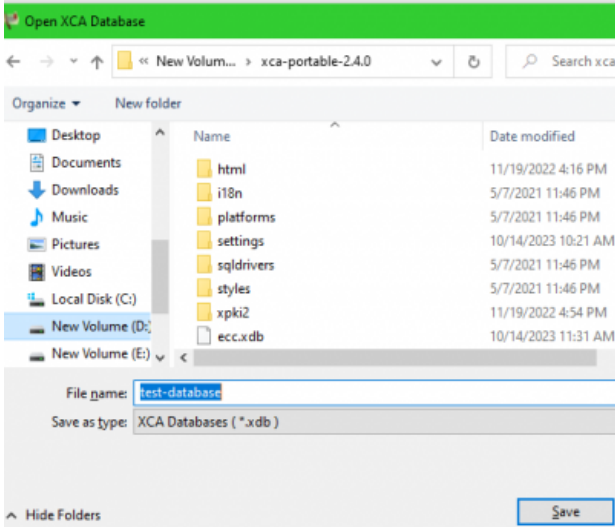 Open XCA Database
« New Volum... › xca-portable-2.4.0
Search xca
Organize
New folder
Name
Date modified
Desktop
Documents
Downloads
Music
Pictures
Videos
Local Disk (C:)
New Volume (D:)
New Volume (E:)
html 11/19/2022 4:16 PM
i18n 5/7/2021 11:46 PM
platforms 5/7/2021 11:46 PM
settings 10/14/2023 10:21 AM
sqldrivers 5/7/2021 11:46 PM
styles 5/7/2021 11:46 PM
xpki2 11/19/2022 4:54 PM
ecc.xdb 10/14/2023 11:31 AM
File name: test-database
Save as type: XCA Databases ( *.xdb )
Hide Folders
Save